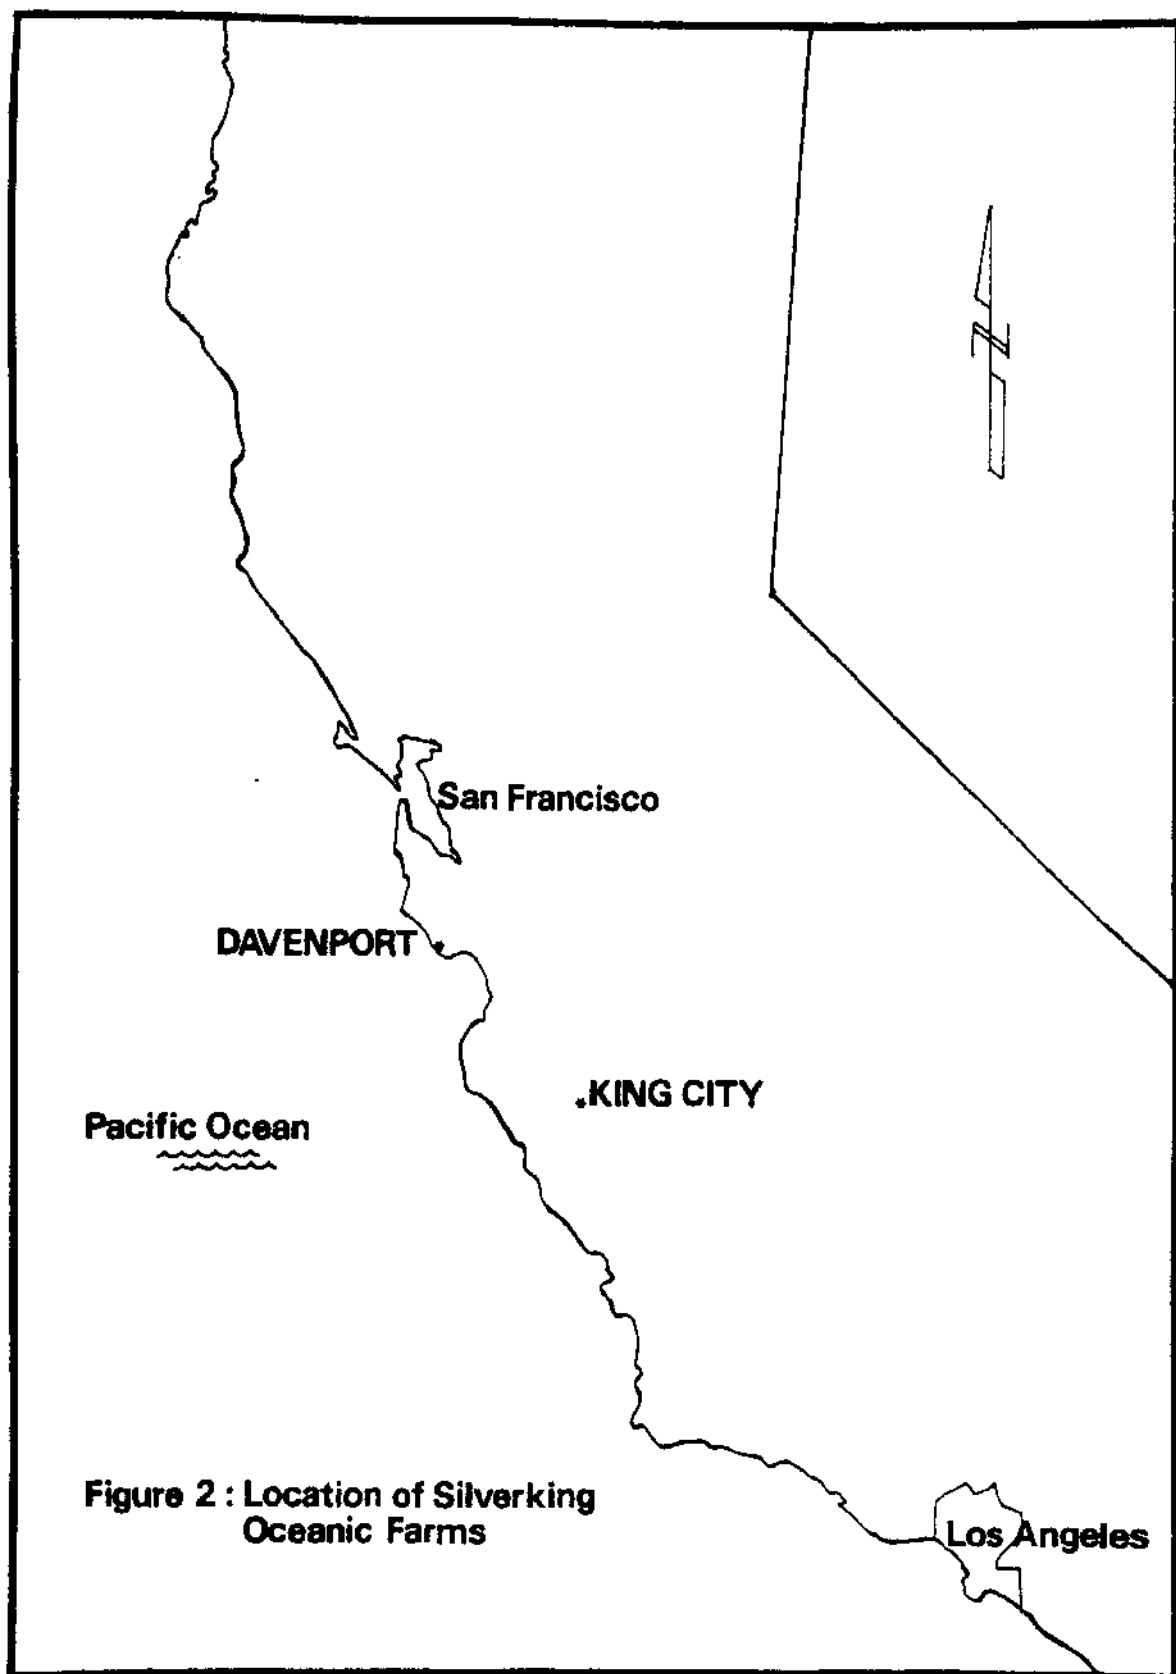 N
San Francisco
DAVENPORT
KING CITY
Pacific Ocean
Figure 2 : Location of Silverking
Oceanic Farms
Los Angeles